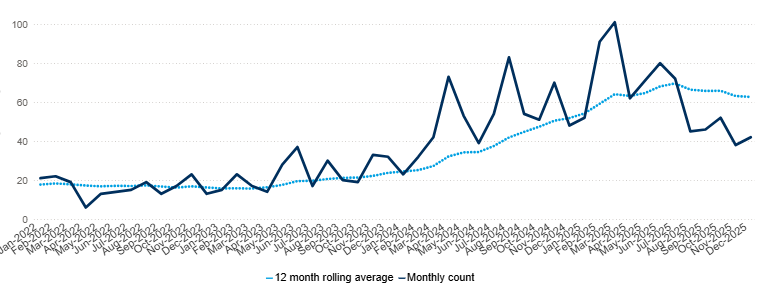 100
80
60
40
20
0
Jan-2022
Feb-2022
Mar-2022
Apr-2022
May-2022
Jun-2022
Jul-2022
Aug-2022
Sep-2022
Oct-2022
Nov-2022
Dec-2022
Jan-2023
Feb-2023
Mar-2023
Apr-2023
May-2023
Jun-2023
Jul-2023
Aug-2023
Sep-2023
Oct-2023
Nov-2023
Dec-2023
Jan-2024
Feb-2024
Mar-2024
Apr-2024
May-2024
Jun-2024
Jul-2024
Aug-2024
Sep-2024
Oct-2024
Nov-2024
Dec-2024
Jan-2025
Feb-2025
Mar-2025
Apr-2025
May-2025
Jun-2025
Jul-2025
Aug-2025
Sep-2025
Oct-2025
Nov-2025
Dec-2025
12 month rolling average Monthly count